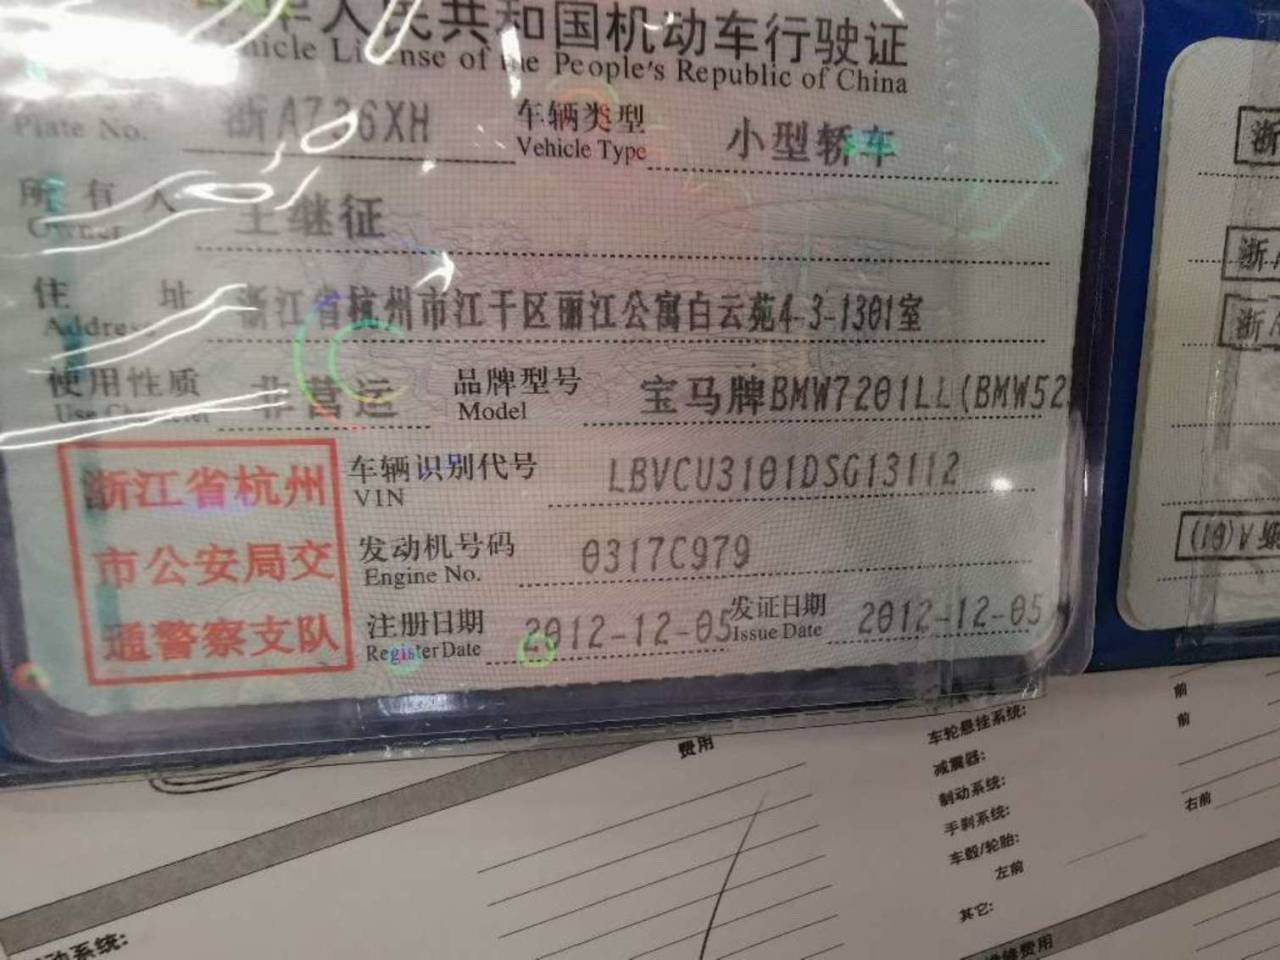 中华人民共和国机动车行驶证
Vehicle License of the People's Republic of China
Plate No. 浙A736XH 车辆类型 Vehicle Type 小型轿车
所有人 Owner 王继征
住址 Address 浙江省杭州市江干区丽江公寓白云苑4-3-1301室
使用性质 Use Character 非营运 品牌型号 Model 宝马牌BMW7201LL(BMW52
浙江省杭州
市公安局交
通警察支队
车辆识别代号 VIN LBVCU3101DSG13112
发动机号码 Engine No. 0317C979
注册日期 Register Date 2012-12-05 发证日期 Issue Date 2012-12-05
浙
浙A
浙
费用
车轮悬挂系统:
前
减震器:
前
制动系统:
手刹系统:
右前
车毂/轮胎:
左前
其它:
动系统:
维修费用